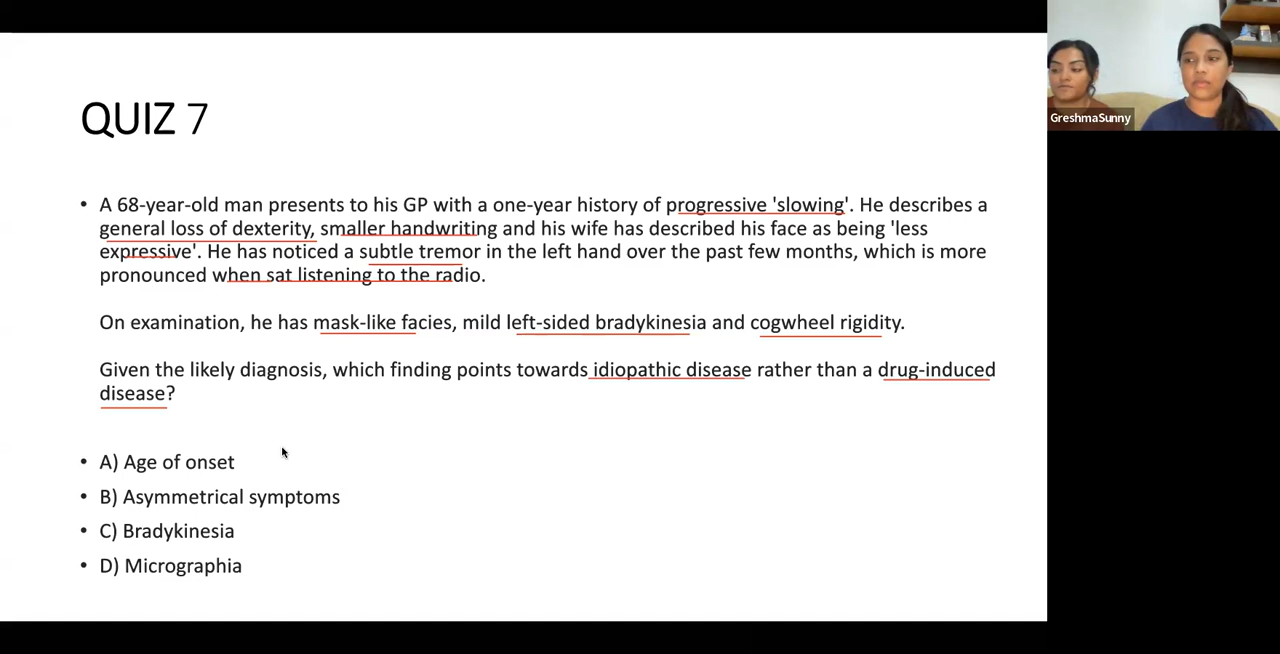 QUIZ 7
• A 68-year-old man presents to his GP with a one-year history of progressive 'slowing'. He describes a
general loss of dexterity, smaller handwriting and his wife has described his face as being 'less
expressive'. He has noticed a subtle tremor in the left hand over the past few months, which is more
pronounced when sat listening to the radio.
On examination, he has mask-like facies, mild left-sided bradykinesia and cogwheel rigidity.
Given the likely diagnosis, which finding points towards idiopathic disease rather than a drug-induced
disease?
• A) Age of onset
• B) Asymmetrical symptoms
• C) Bradykinesia
• D) Micrographia
GreshmaSunny